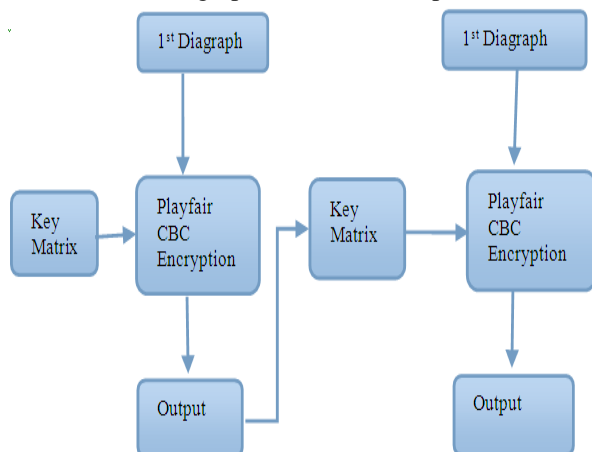 1st Diagraph
1st Diagraph
Key
Matrix
Playfair
CBC
Encryption
Key
Matrix
Playfair
CBC
Encryption
Output
Output